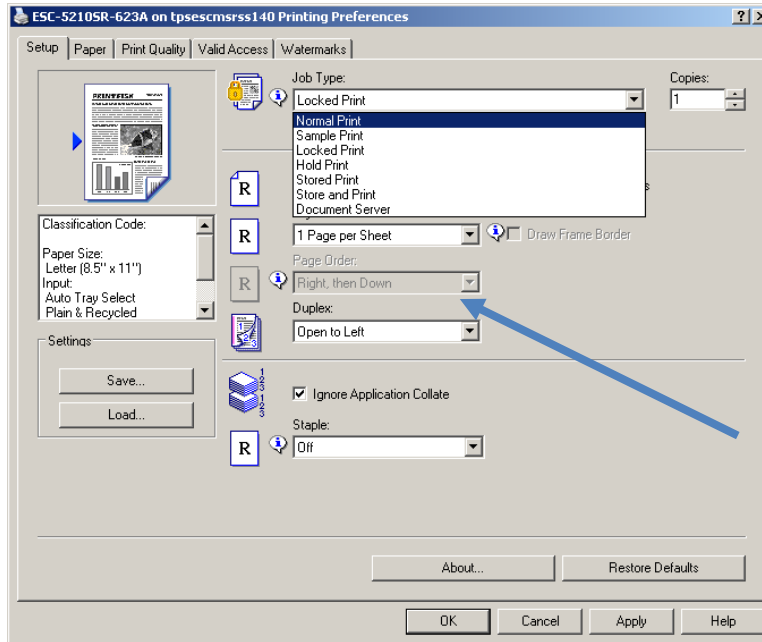 ESC-5210SR-623A on tpsescmsrss140 Printing Preferences
Setup Paper Print Quality Valid Access Watermarks
Job Type:
Copies:
Locked Print
1
Normal Print
Sample Print
Locked Print
Hold Print
Stored Print
Store and Print
Document Server
PRINTFISH
R
Classification Code:
Paper Size:
Letter (8.5" x 11")
Input:
Auto Tray Select
Plain & Recycled
R
1 Page per Sheet
Draw Frame Border
Page Order:
R
Right, then Down
Duplex:
Open to Left
Settings
Save...
Load...
Ignore Application Collate
Staple:
R
Off
About...
Restore Defaults
OK Cancel Apply Help